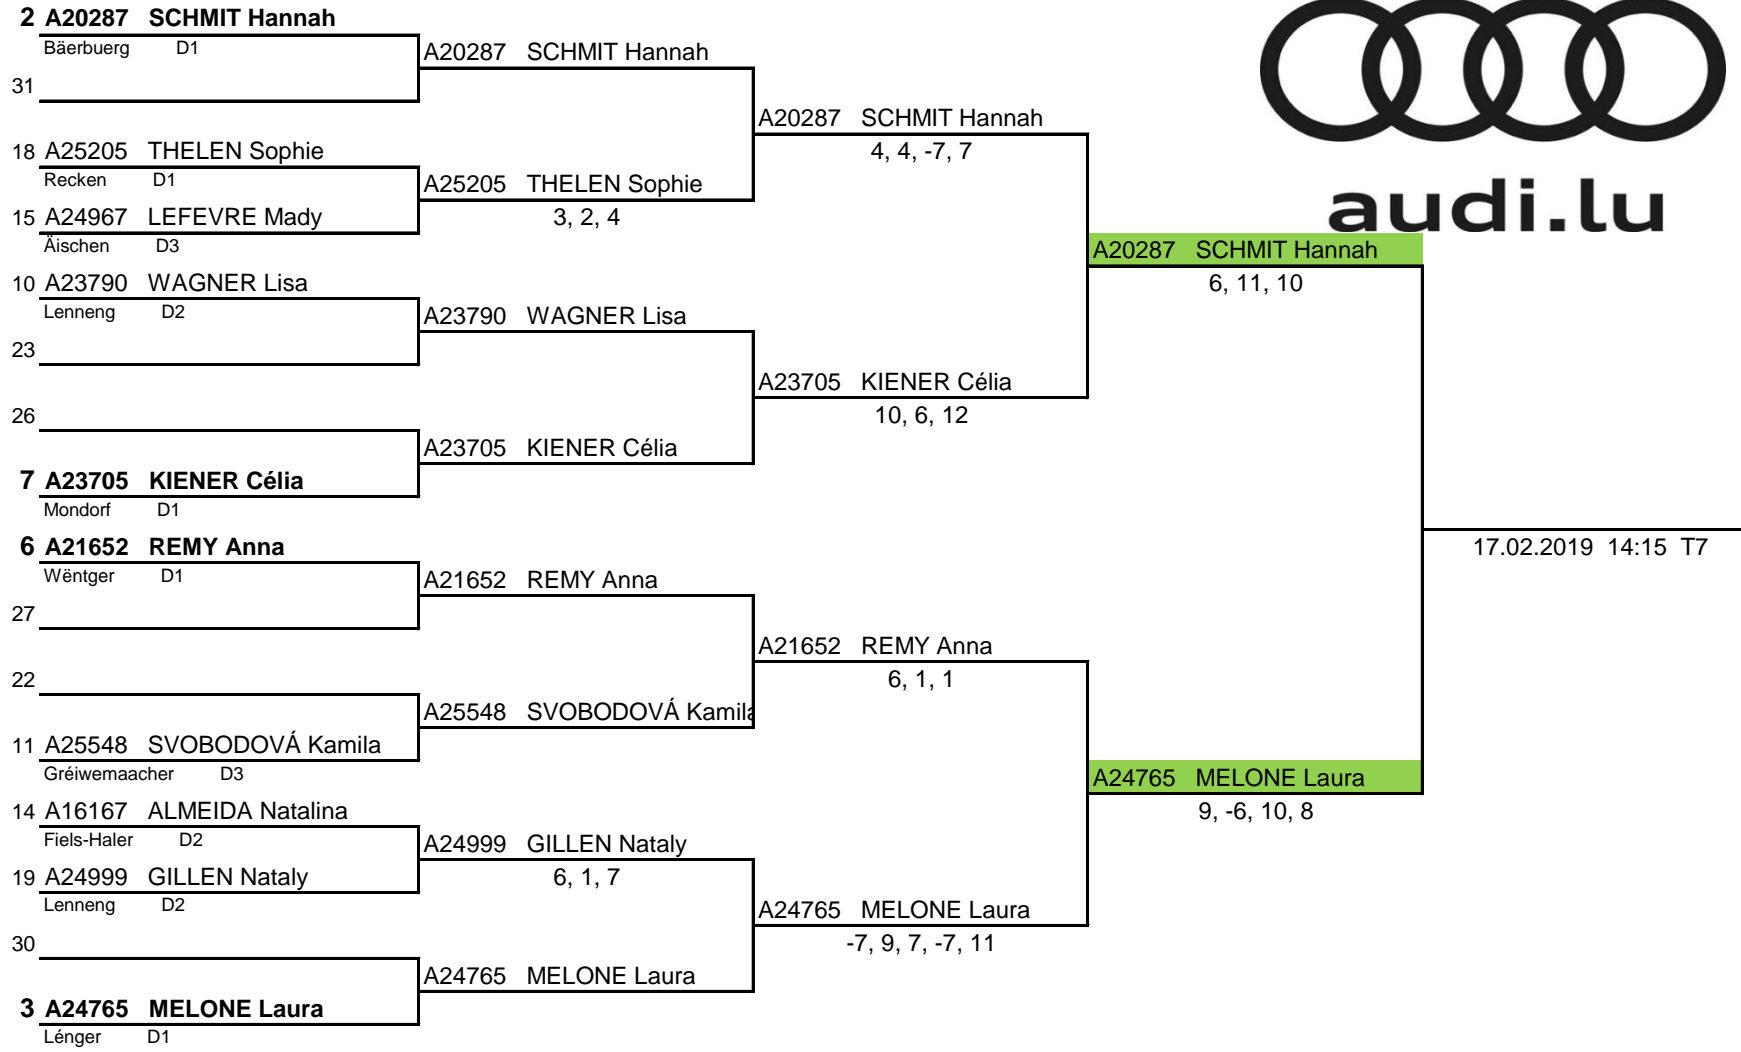 2 A20287 SCHMIT Hannah
Bäerbuerg D1
A20287 SCHMIT Hannah
31
A20287 SCHMIT Hannah
4, 4, -7, 7
18 A25205 THELEN Sophie
Recken D1
A25205 THELEN Sophie
3, 2, 4
15 A24967 LEFEVRE Mady
Äischen D3
audi.lu
A20287 SCHMIT Hannah
6, 11, 10
10 A23790 WAGNER Lisa
Lenneng D2
A23790 WAGNER Lisa
23
A23705 KIENER Célia
10, 6, 12
26
A23705 KIENER Célia
7 A23705 KIENER Célia
Mondorf D1
17.02.2019 14:15 T7
6 A21652 REMY Anna
Wëntger D1
A21652 REMY Anna
27
A21652 REMY Anna
6, 1, 1
22
A25548 SVOBODOVÁ Kamila
11 A25548 SVOBODOVÁ Kamila
Gréiwemaacher D3
A24765 MELONE Laura
9, -6, 10, 8
14 A16167 ALMEIDA Natalina
Fiels-Haler D2
A24999 GILLEN Nataly
6, 1, 7
19 A24999 GILLEN Nataly
Lenneng D2
A24765 MELONE Laura
-7, 9, 7, -7, 11
30
A24765 MELONE Laura
3 A24765 MELONE Laura
Lénger D1